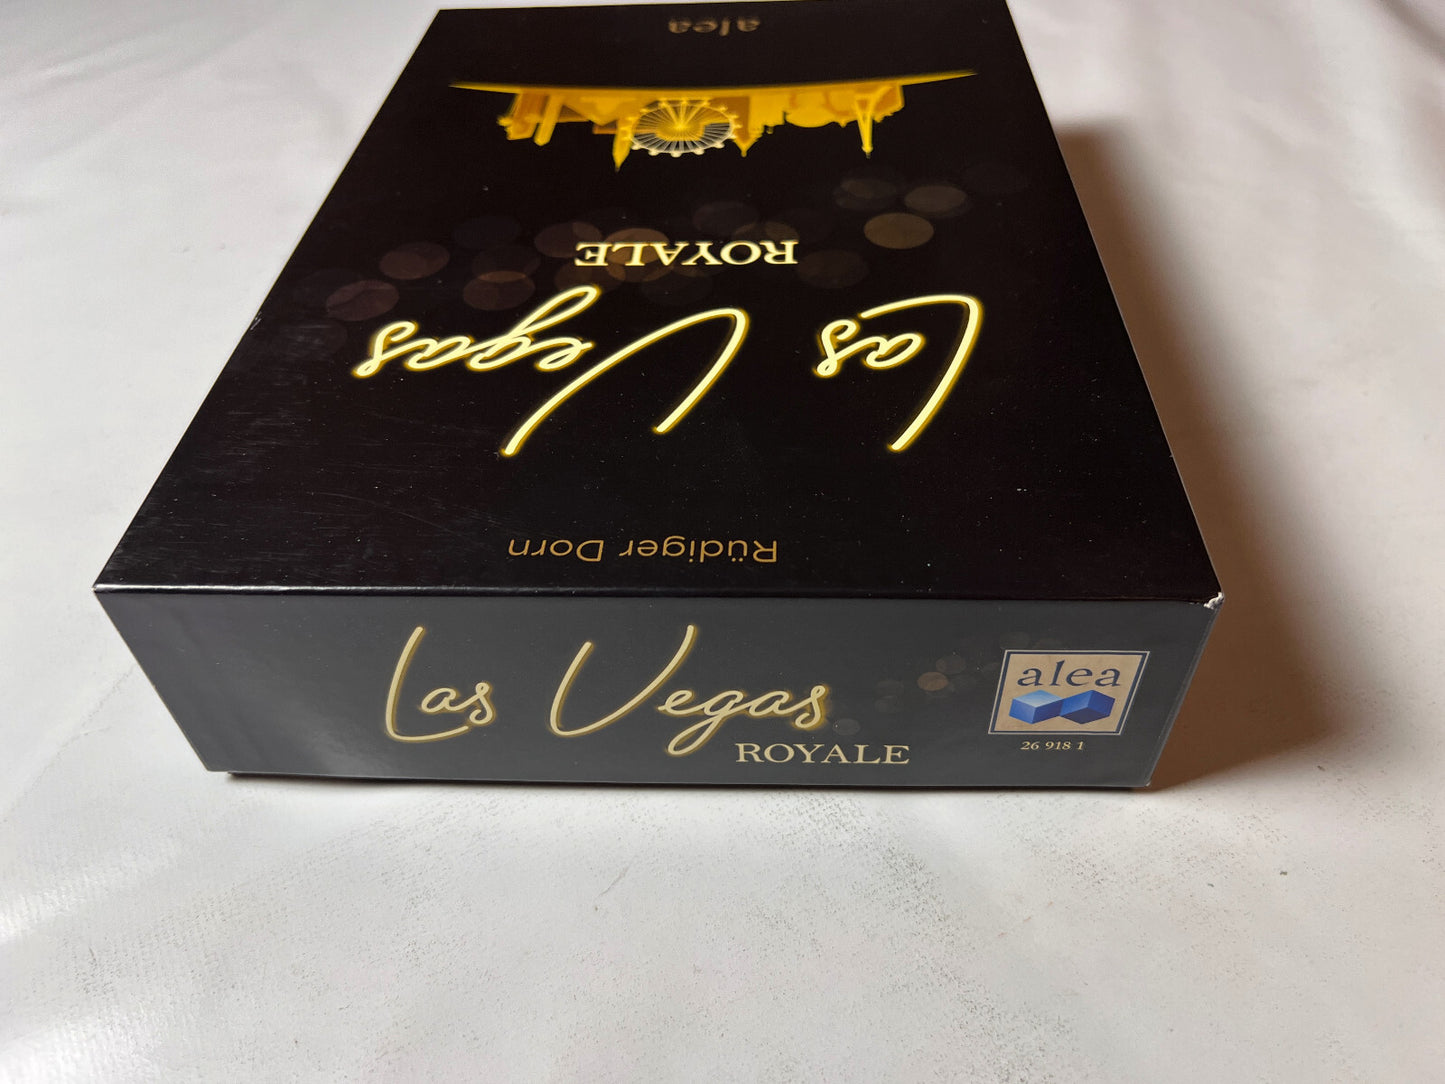 Rüdiger Dorn
Las Vegas
ROYALE
alea
Las Vegas
ROYALE
alea
26 918 1